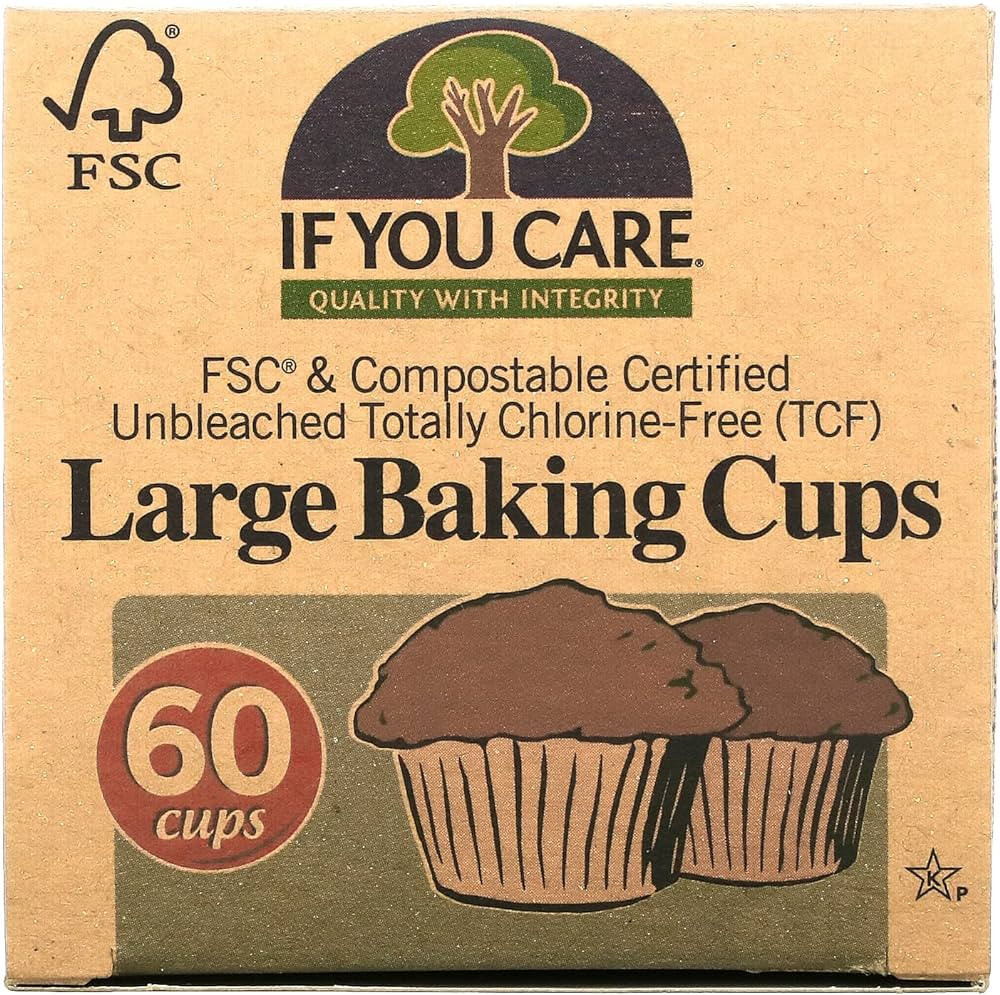 ®
FSC
IF YOU CARE®
QUALITY WITH INTEGRITY
FSC® & Compostable Certified
Unbleached Totally Chlorine-Free (TCF)
Large Baking Cups
60
cups
K
P